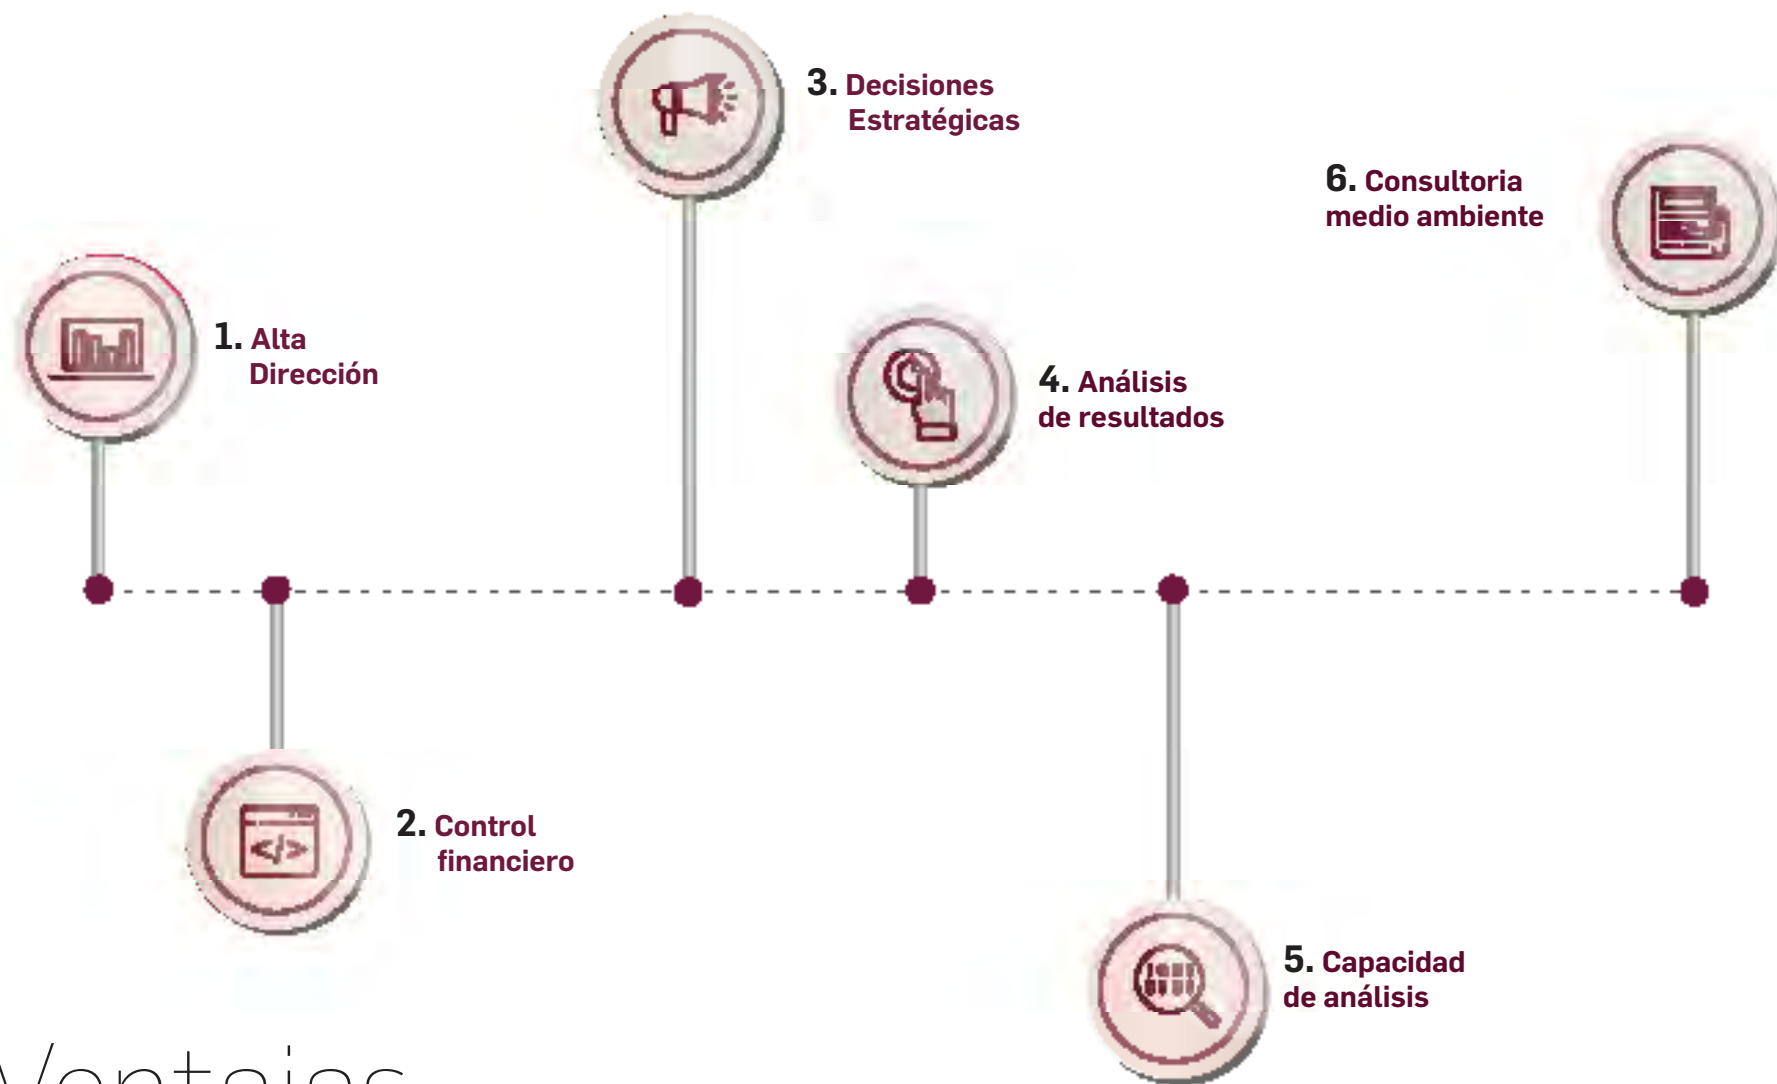 1. Alta
Dirección
2. Control
financiero
3. Decisiones
Estratégicas
4. Análisis
de resultados
5. Capacidad
de análisis
6. Consultoria
medio ambiente
Ventajas